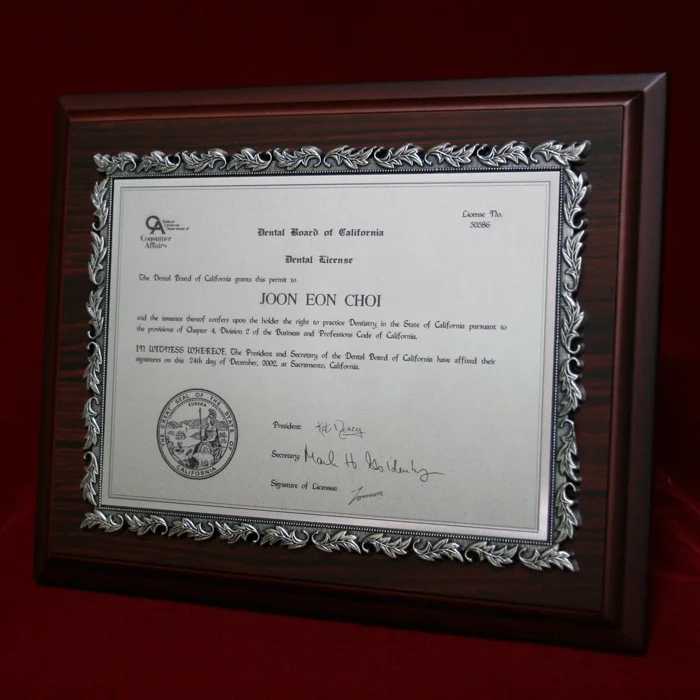 CA State of California Department of
Consumer Affairs
License No.
50586
Dental Board of California
Dental License
The Dental Board of California grants this permit to
JOON EON CHOI
and the issuance thereof confers upon the holder the right to practice Dentistry in the State of California pursuant to
the provisions of Chapter 4, Division 2 of the Business and Professions Code of California.
IN WITNESS WHEREOF, The President and Secretary of the Dental Board of California have affixed their
signatures on this 24th day of December, 2002, at Sacramento, California.
THE GREAT SEAL OF THE STATE OF CALIFORNIA
EUREKA
President:
Secretary:
Signature of Licensee: